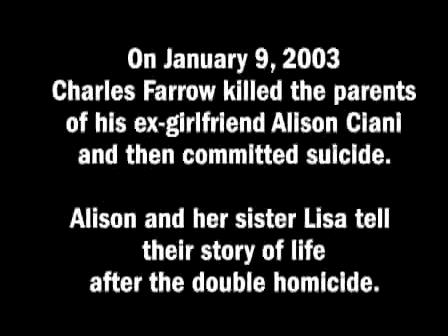 On January 9, 2003
Charles Farrow killed the parents
of his ex-girlfriend Alison Ciani
and then committed suicide.
Alison and her sister Lisa tell
their story of life
after the double homicide.